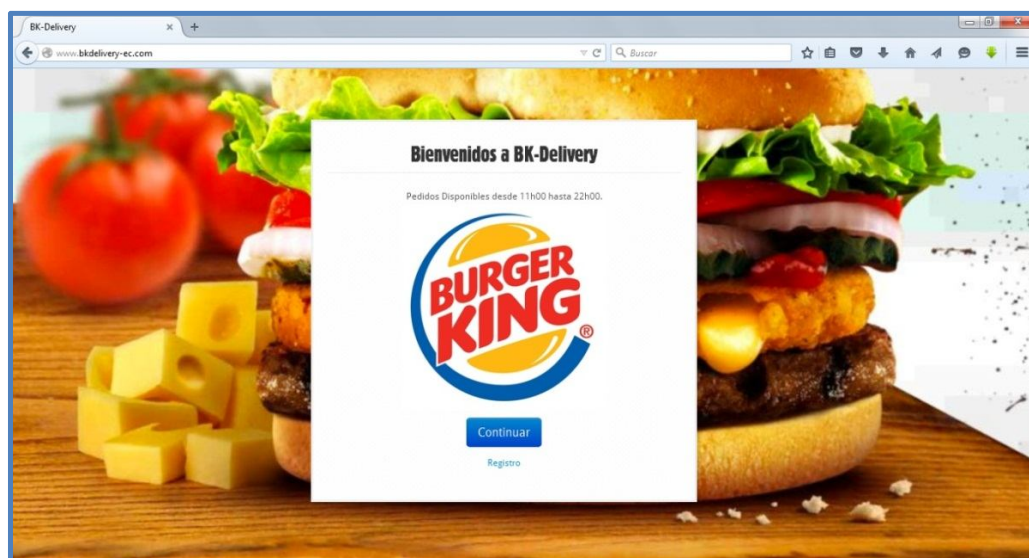 BK-Delivery
www.bkdelivery-ec.com
Buscar
Bienvenidos a BK-Delivery
Pedidos Disponibles desde 11h00 hasta 22h00.
BURGER
KING®
Continuar
Registro